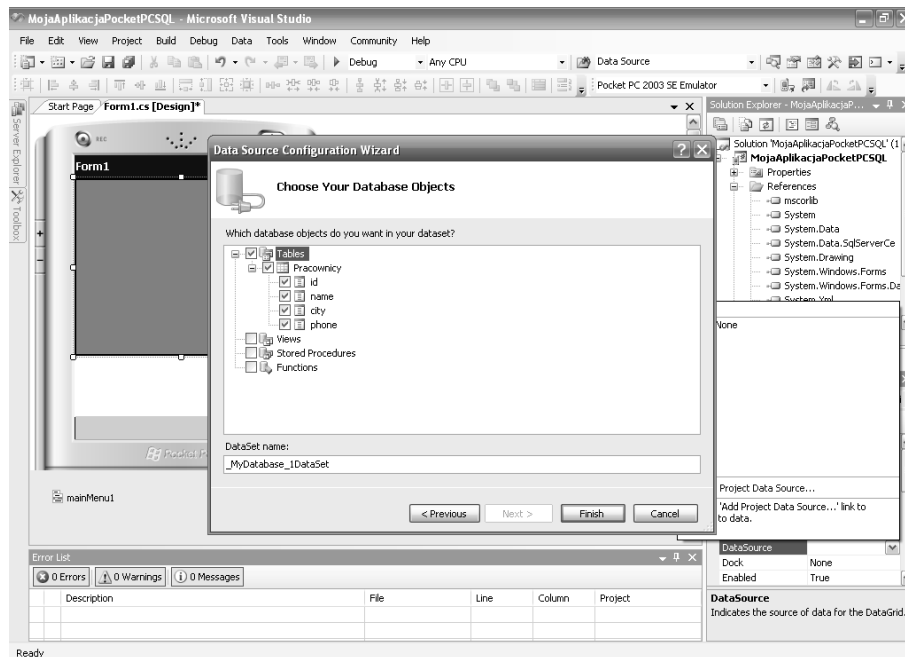 MojaAplikacjaPocketPCSQL - Microsoft Visual Studio
File Edit View Project Build Debug Data Tools Window Community Help
Debug Any CPU Data Source
Pocket PC 2003 SE Emulator
Start Page Form1.cs [Design]*
Server Explorer
Toolbox
REC
Form1
mainMenu1
Data Source Configuration Wizard
Choose Your Database Objects
Which database objects do you want in your dataset?
Tables
Pracownicy
id
name
city
phone
Views
Stored Procedures
Functions
DataSet name:
_MyDatabase_1DataSet
< Previous Next > Finish Cancel
Solution Explorer - MojaAplikacjaP...
Solution 'MojaAplikacjaPocketPCSQL' (1
MojaAplikacjaPocketPCSQL
Properties
References
mscorlib
System
System.Data
System.Data.SqlServerCe
System.Drawing
System.Windows.Forms
System.Windows.Forms.Da
System.Xml
None
Project Data Source...
'Add Project Data Source...' link to
to data.
DataSource
Dock None
Enabled True
DataSource
Indicates the source of data for the DataGrid.
Error List
0 Errors 0 Warnings 0 Messages
Description File Line Column Project
Ready